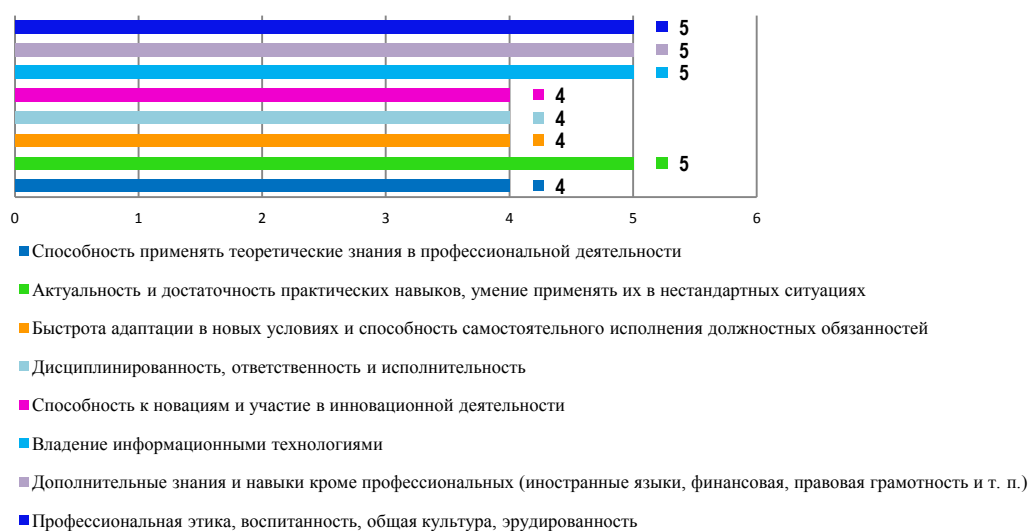 5
5
5
4
4
4
5
4
0 1 2 3 4 5 6
Способность применять теоретические знания в профессиональной деятельности
Актуальность и достаточность практических навыков, умение применять их в нестандартных ситуациях
Быстрота адаптации в новых условиях и способность самостоятельного исполнения должностных обязанностей
Дисциплинированность, ответственность и исполнительность
Способность к новациям и участие в инновационной деятельности
Владение информационными технологиями
Дополнительные знания и навыки кроме профессиональных (иностранные языки, финансовая, правовая грамотность и т. п.)
Профессиональная этика, воспитанность, общая культура, эрудированность